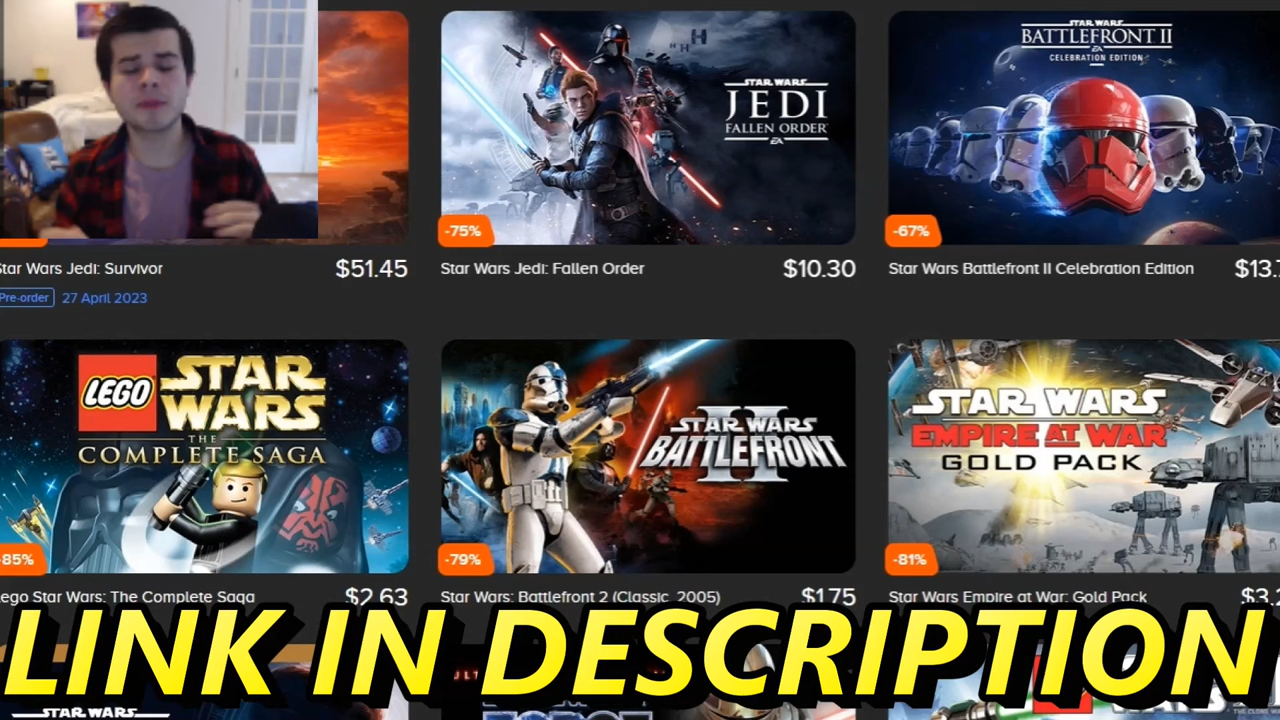 STAR WARS
JEDI
FALLEN ORDER
EA
-75%
STAR WARS
BATTLEFRONT II
EA
CELEBRATION EDITION
-67%
Star Wars Jedi: Survivor
$51.45
Pre-order
27 April 2023
Star Wars Jedi: Fallen Order
$10.30
Star Wars Battlefront II Celebration Edition
LEGO
STAR
WARS
THE
COMPLETE SAGA
-85%
II
STAR WARS
BATTLEFRONT
-79%
STAR WARS
EMPIRE AT WAR
GOLD PACK
-81%
Lego Star Wars: The Complete Saga
$2.63
Star Wars: Battlefront 2 (Classic, 2005)
$1.75
Star Wars Empire at War: Gold Pack
LINK IN DESCRIPTION
STAR WARS